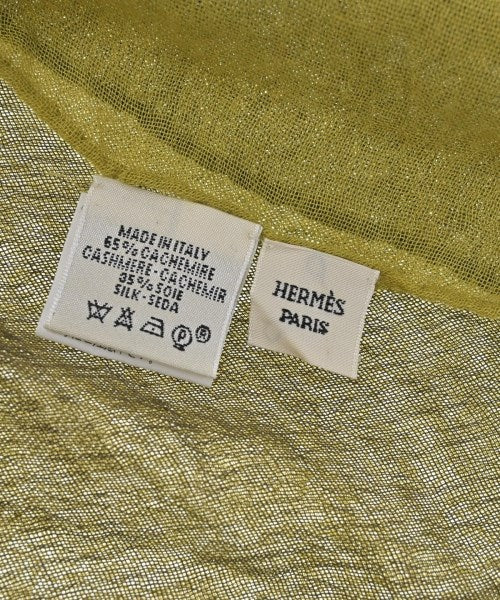 MADE IN ITALY
65% CACHEMIRE
CASHMERE-CACHEMIR
35% SOIE
SILK-SEDA
P ®
HERMÈS
PARIS